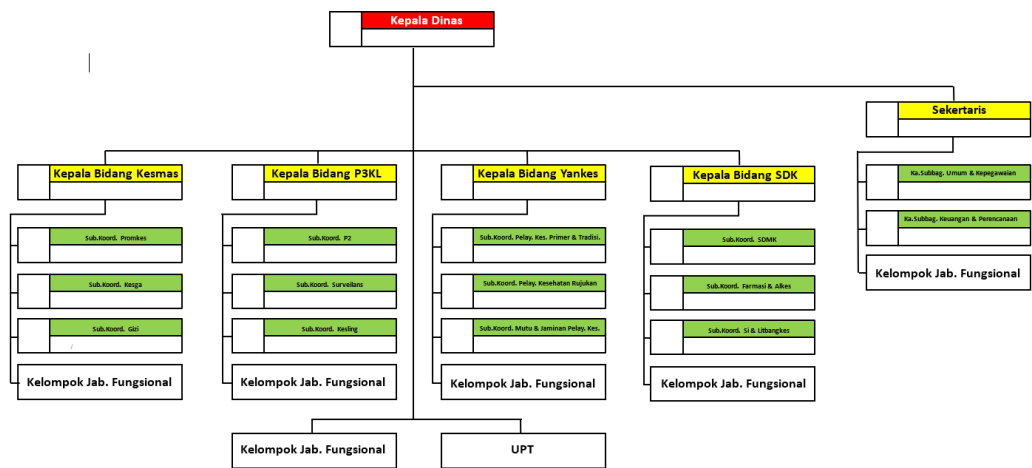 Kepala Dinas
Sekertaris
Ka.Subbag. Umum & Kepegawaian
Ka.Subbag. Keuangan & Perencanaan
Kelompok Jab. Fungsional
Kepala Bidang Kesmas
Sub.Koord. Promkes
Sub.Koord. Kesga
Sub.Koord. Gizi
Kelompok Jab. Fungsional
Kepala Bidang P3KL
Sub.Koord. P2
Sub.Koord. Surveilans
Sub.Koord. Kesling
Kelompok Jab. Fungsional
Kepala Bidang Yankes
Sub.Koord. Pelay. Kes. Primer & Tradisi.
Sub.Koord. Pelay. Kesehatan Rujukan
Sub.Koord. Mutu & Jaminan Pelay. Kes.
Kelompok Jab. Fungsional
Kepala Bidang SDK
Sub.Koord. SDMK
Sub.Koord. Farmasi & Alkes
Sub.Koord. Si & Litbangkes
Kelompok Jab. Fungsional
Kelompok Jab. Fungsional
UPT